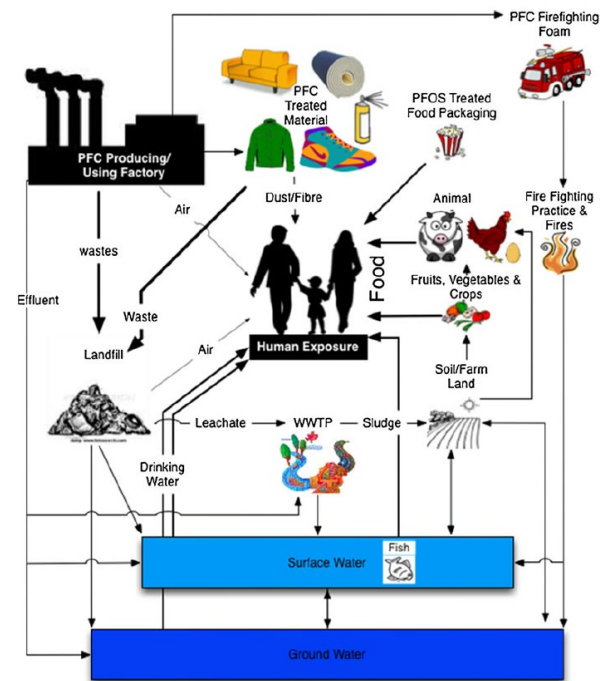 PFC Firefighting
Foam
PFC
Treated
Material
PFOS Treated
Food Packaging
PFC Producing/
Using Factory
Air
Dust/Fibre
Animal
Fire Fighting
Practice &
Fires
wastes
Food
Fruits, Vegetables &
Crops
Effluent
Waste
Landfill
Air
Human Exposure
Soil/Farm
Land
Leachate
WWTP
Sludge
Drinking
Water
Fish
Surface Water
Ground Water